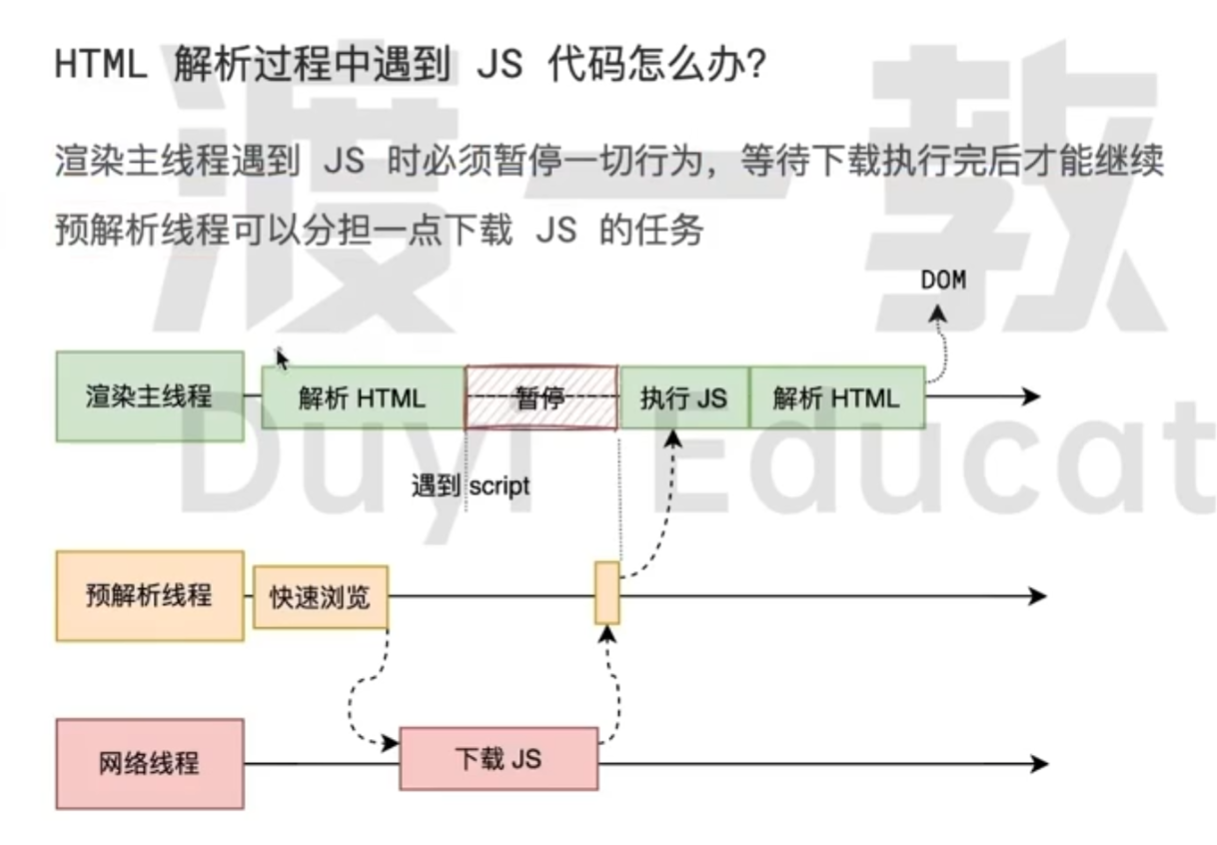 HTML 解析过程中遇到 JS 代码怎么办？
渲染主线程遇到 JS 时必须暂停一切行为，等待下载执行完后才能继续
预解析线程可以分担一点下载 JS 的任务
DOM
渲染主线程
解析 HTML
暂停
执行 JS
解析 HTML
遇到 script
预解析线程
快速浏览
网络线程
下载 JS
渡一教
Duyi Educat